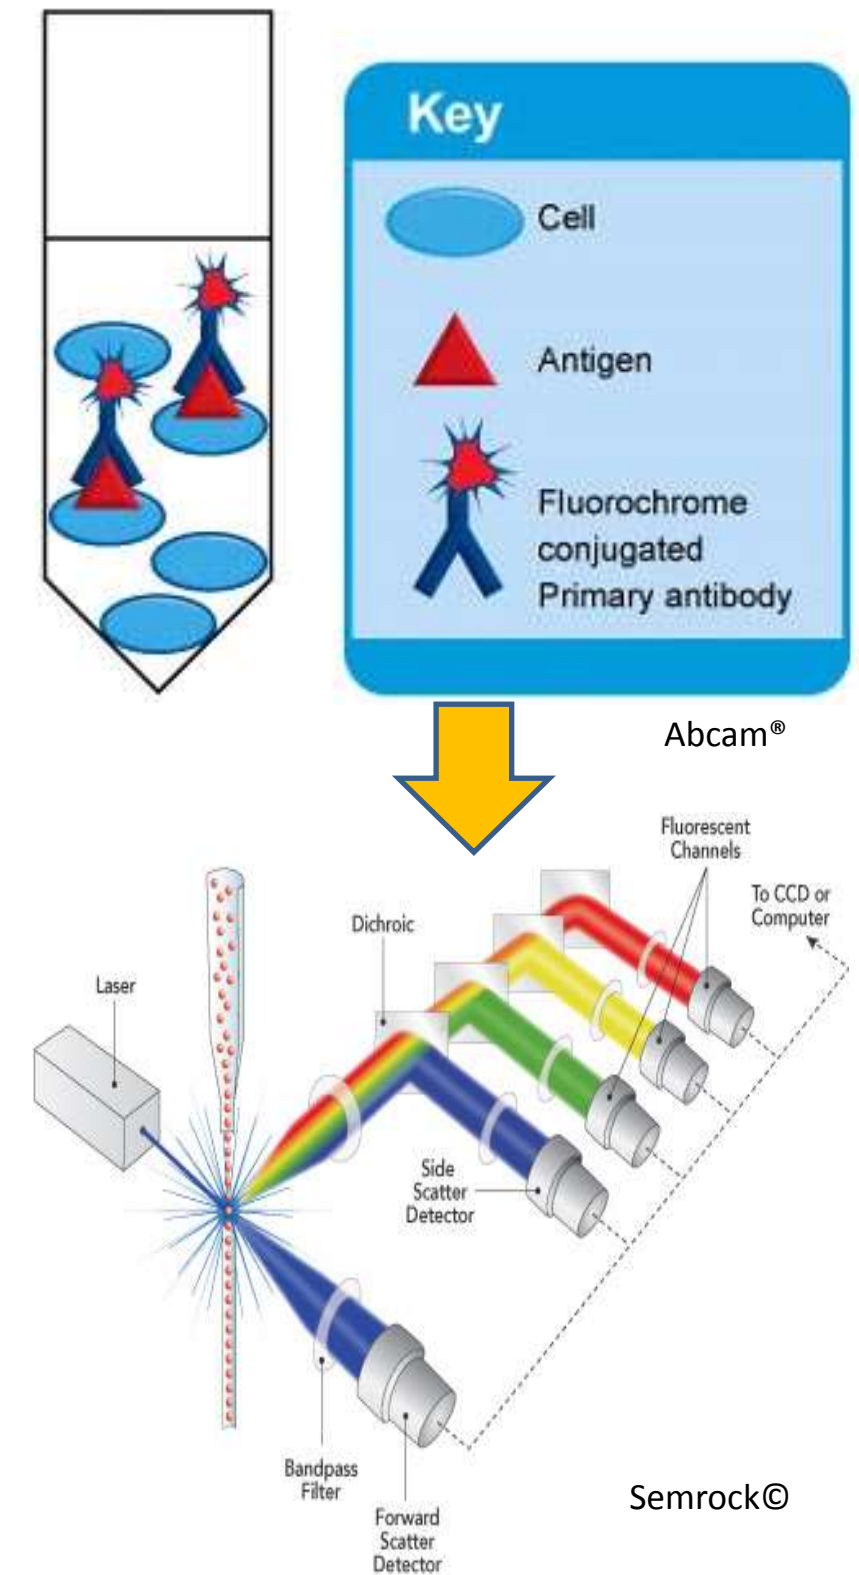 Key
Cell
Antigen
Fluorochrome
conjugated
Primary antibody
Abcam®
Fluorescent
Channels
To CCD or
Computer
Dichroic
Laser
Side
Scatter
Detector
Bandpass
Filter
Semrock©
Forward
Scatter
Detector